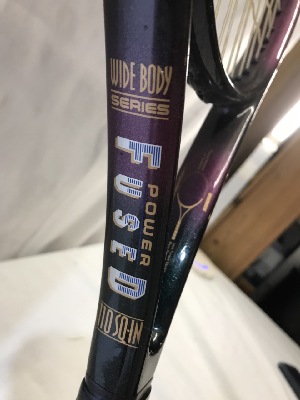 WIDE BODY
SERIES
POWER
FUSED
110 SQ-IN